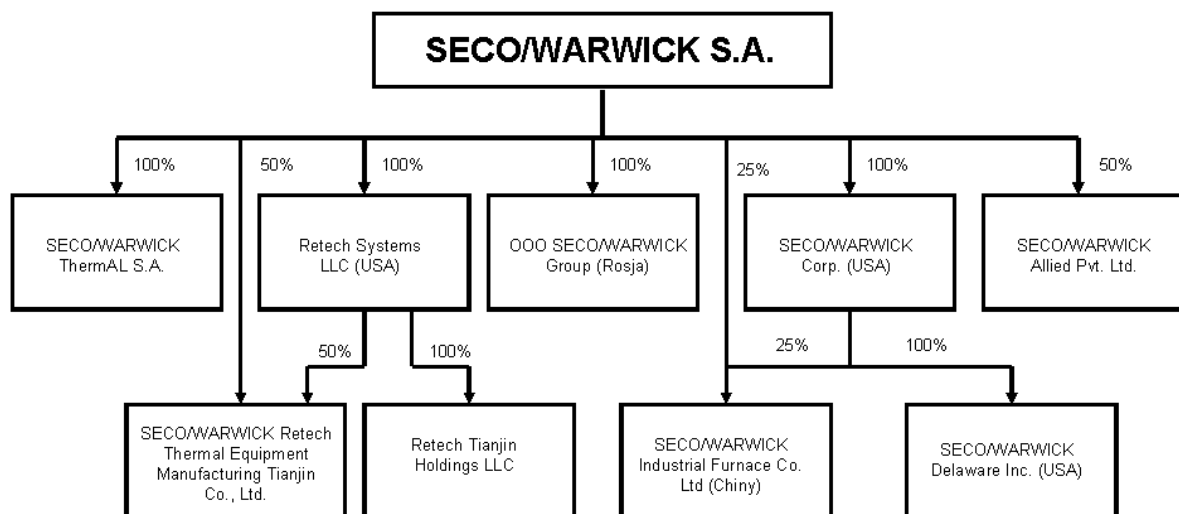 SECO/WARWICK S.A.
100%
50%
100%
100%
25%
100%
50%
SECO/WARWICK
ThermAL S.A.
Retech Systems
LLC (USA)
OOO SECO/WARWICK
Group (Rosja)
SECO/WARWICK
Corp. (USA)
SECO/WARWICK
Allied Pvt. Ltd.
50%
100%
25%
100%
SECO/WARWICK Retech
Thermal Equipment
Manufacturing Tianjin
Co., Ltd.
Retech Tianjin
Holdings LLC
SECO/WARWICK
Industrial Furnace Co.
Ltd (Chiny)
SECO/WARWICK
Delaware Inc. (USA)